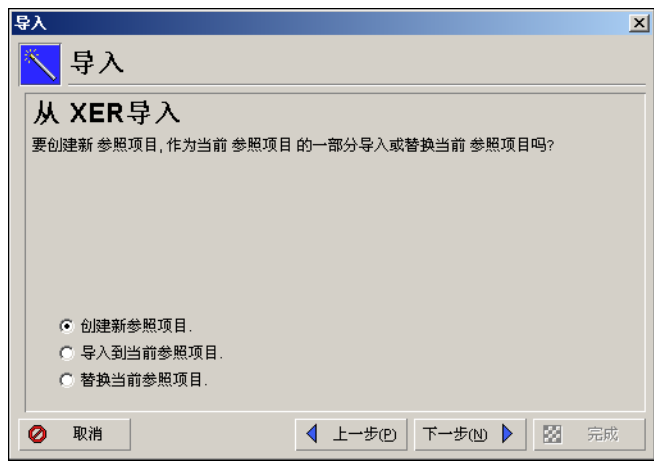 导入
导入
从 XER导入
要创建新 参照项目, 作为当前 参照项目 的一部分导入或替换当前 参照项目吗?
创建新参照项目.
导入到当前参照项目.
替换当前参照项目.
取消 上一步(P) 下一步(N) 完成